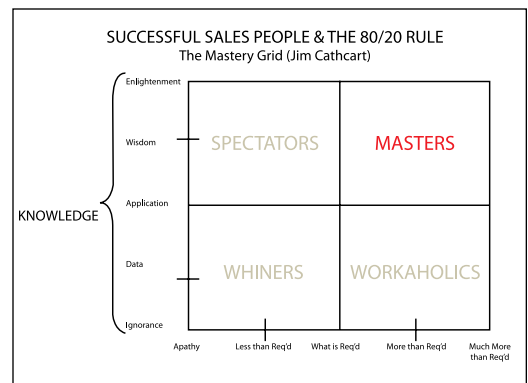 SUCCESSFUL SALES PEOPLE & THE 80/20 RULE
The Mastery Grid (Jim Cathcart)
Enlightenment
Wisdom
SPECTATORS
MASTERS
Application
KNOWLEDGE
Data
WHINERS
WORKAHOLICS
Ignorance
Apathy
Less than Req'd
What is Req'd
More than Req'd
Much More
than Req'd